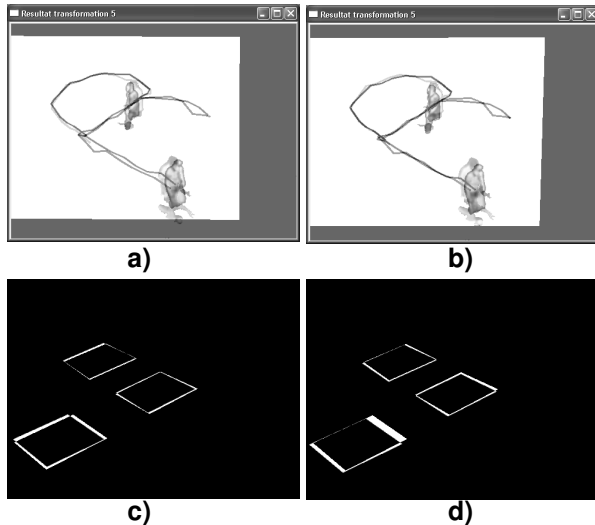 Resultat transformation 5
Resultat transformation 5
a)
b)
c)
d)